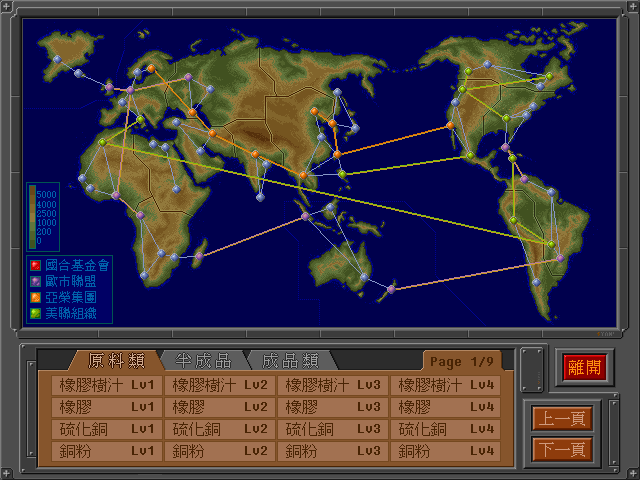 5000
4000
2500
1000
200
0
國合基金會
歐市聯盟
亞榮集團
美聯組織
原料類 半成品 成品類 Page 1/9
橡膠樹汁 Lv1 橡膠樹汁 Lv2 橡膠樹汁 Lv3 橡膠樹汁 Lv4
橡膠 Lv1 橡膠 Lv2 橡膠 Lv3 橡膠 Lv4
硫化銅 Lv1 硫化銅 Lv2 硫化銅 Lv3 硫化銅 Lv4
銅粉 Lv1 銅粉 Lv2 銅粉 Lv3 銅粉 Lv4
離開
上一頁
下一頁